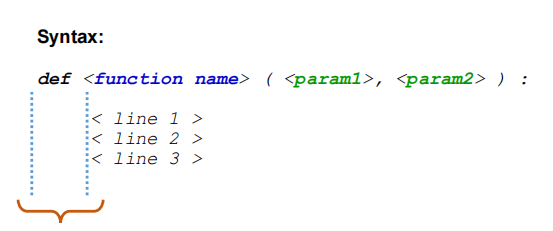 Syntax:
def <function name> ( <param1>, <param2> ) :
< line 1 >
< line 2 >
< line 3 >